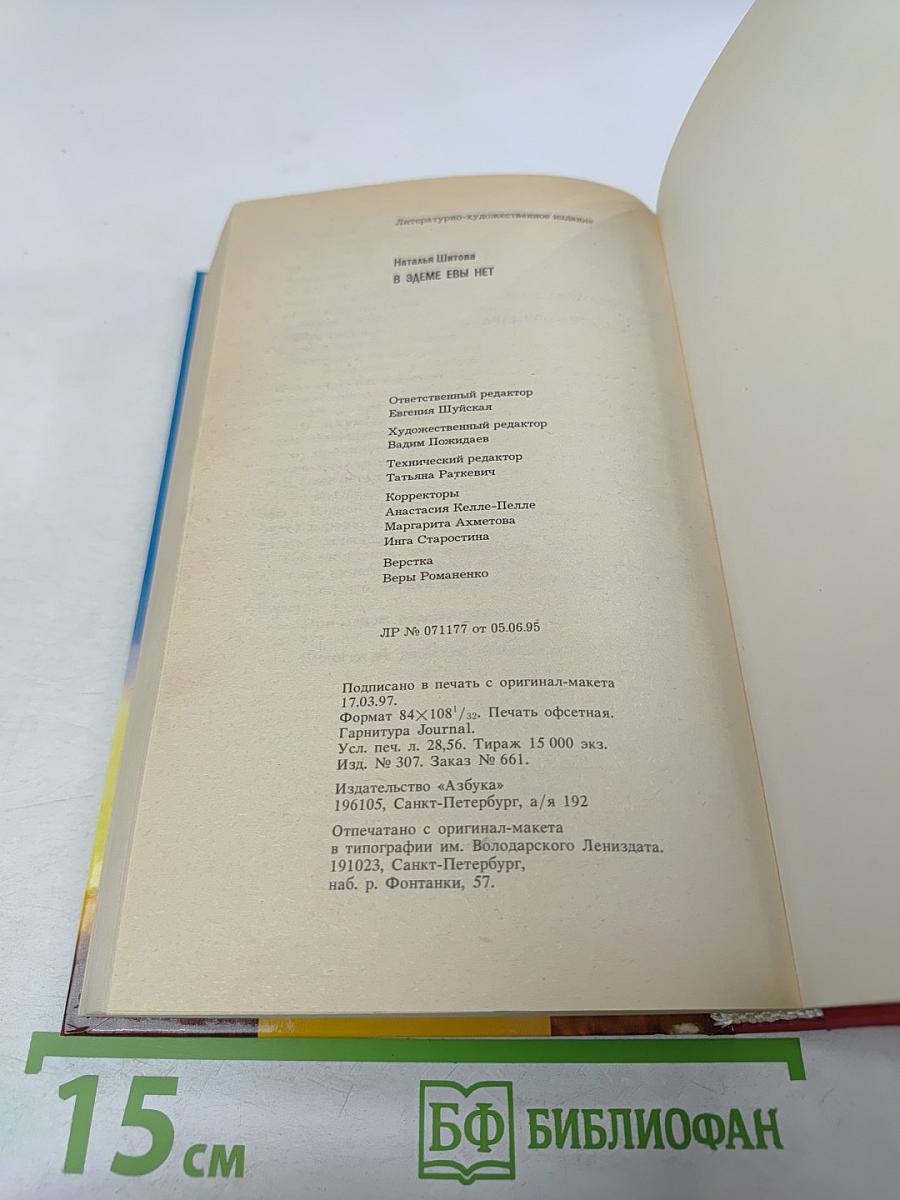 Литературно-художественное издание
Наталья Шитова
В ЭДЕМЕ ЕВЫ НЕТ
Ответственный редактор
Евгения Шуйская
Художественный редактор
Вадим Пожидаев
Технический редактор
Татьяна Раткевич
Корректоры
Анастасия Келле-Пелле
Маргарита Ахметова
Инга Старостина
Верстка
Веры Романенко
ЛР № 071177 от 05.06.95
Подписано в печать с оригинал-макета
17.03.97.
Формат 84×108¹/₃₂. Печать офсетная.
Гарнитура Journal.
Усл. печ. л. 28,56. Тираж 15 000 экз.
Изд. № 307. Заказ № 661.
Издательство «Азбука»
196105, Санкт-Петербург, а/я 192
Отпечатано с оригинал-макета
в типографии им. Володарского Лениздата.
191023, Санкт-Петербург,
наб. р. Фонтанки, 57.
15 см
БФ БИБЛИОФАН